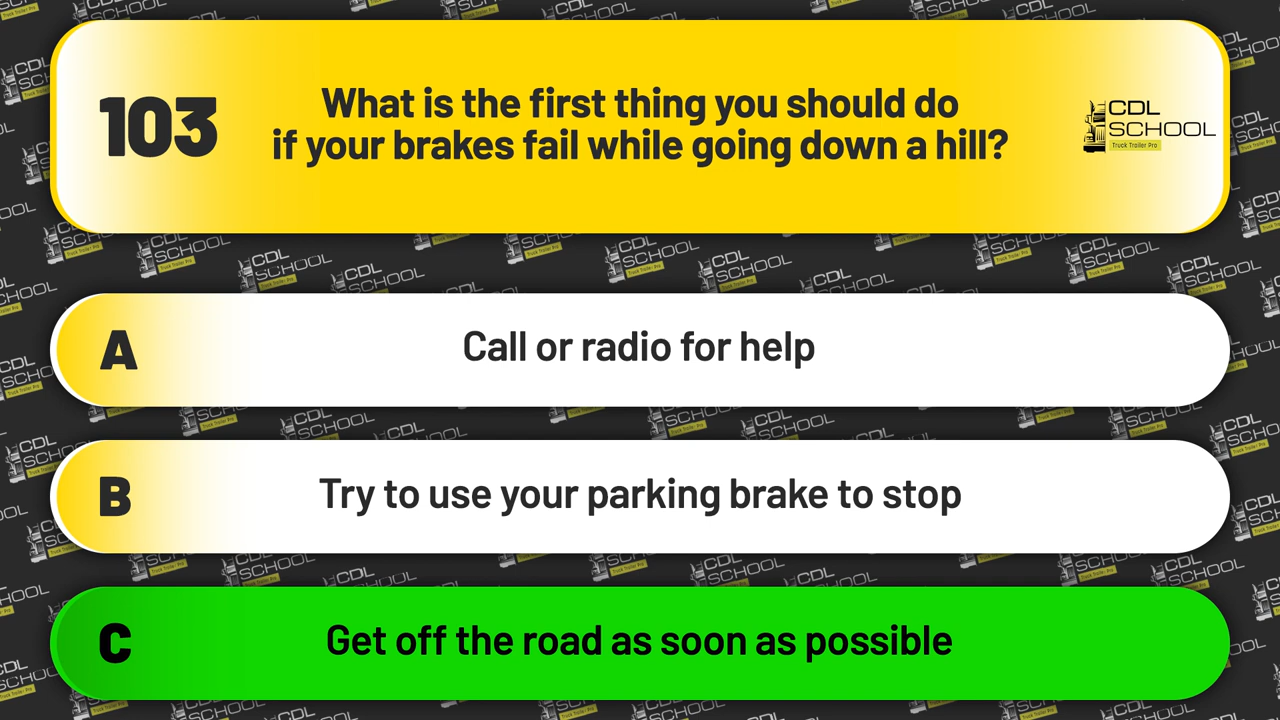 103
What is the first thing you should do
if your brakes fail while going down a hill?
CDL
SCHOOL
Truck Trailer Pro
A
Call or radio for help
B
Try to use your parking brake to stop
C
Get off the road as soon as possible